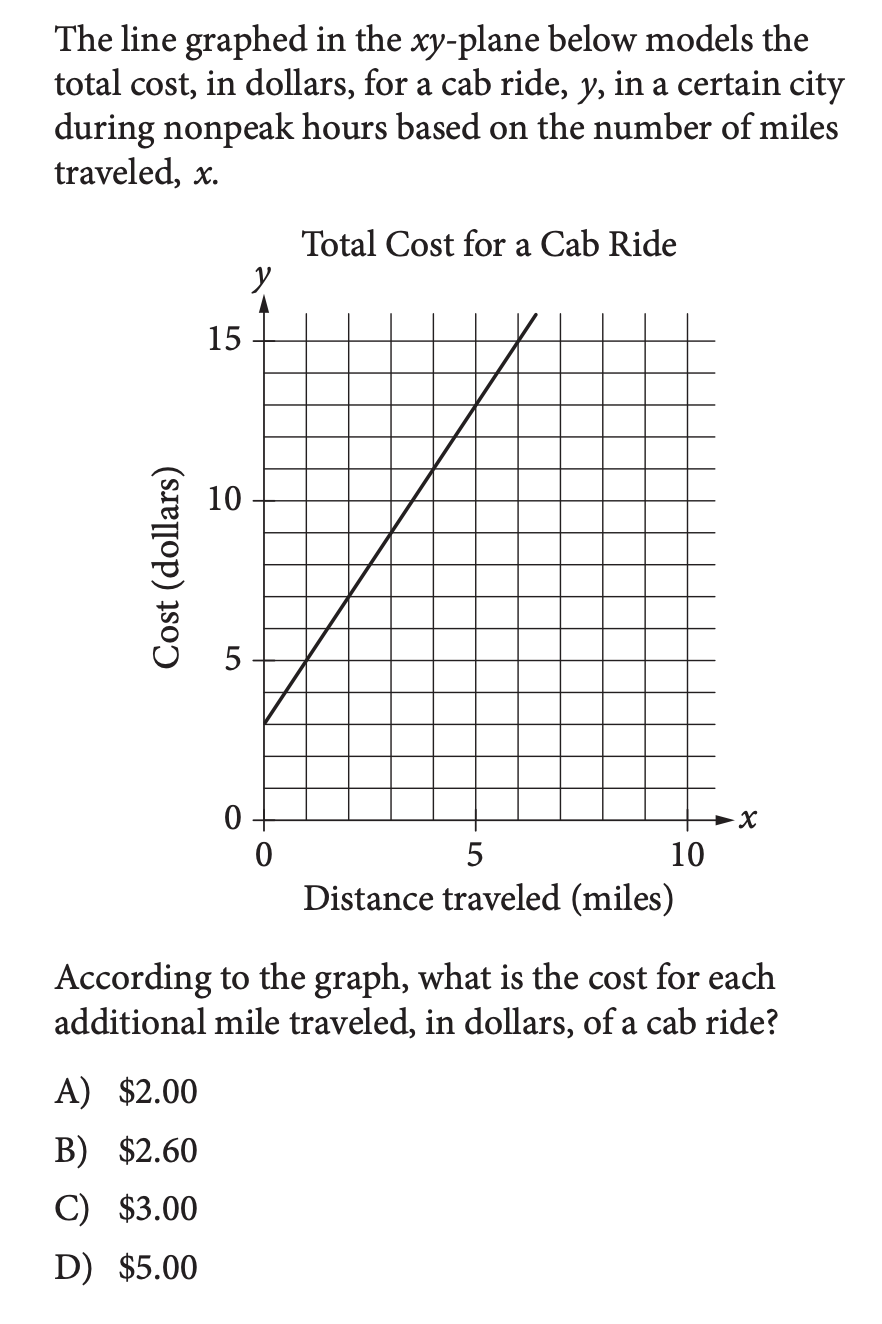 The line graphed in the xy-plane below models the
total cost, in dollars, for a cab ride, y, in a certain city
during nonpeak hours based on the number of miles
traveled, x.
Total Cost for a Cab Ride
y
15
10
5
0
Cost (dollars)
x
0 5 10
Distance traveled (miles)
According to the graph, what is the cost for each
additional mile traveled, in dollars, of a cab ride?
A) $2.00
B) $2.60
C) $3.00
D) $5.00